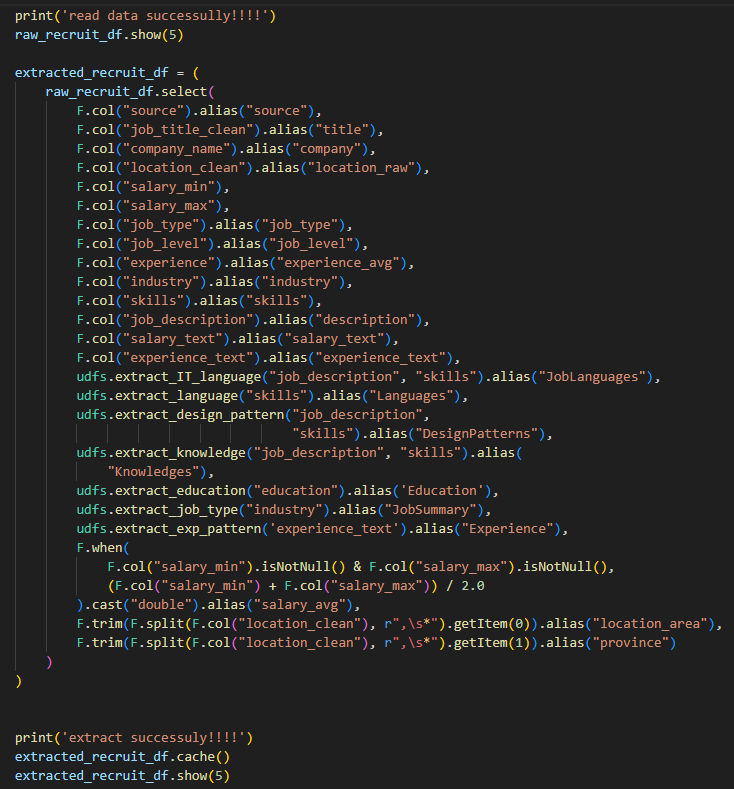 print('read data successully!!!!')
raw_recruit_df.show(5)
extracted_recruit_df = (
raw_recruit_df.select(
F.col("source").alias("source"),
F.col("job_title_clean").alias("title"),
F.col("company_name").alias("company"),
F.col("location_clean").alias("location_raw"),
F.col("salary_min"),
F.col("salary_max"),
F.col("job_type").alias("job_type"),
F.col("job_level").alias("job_level"),
F.col("experience").alias("experience_avg"),
F.col("industry").alias("industry"),
F.col("skills").alias("skills"),
F.col("job_description").alias("description"),
F.col("salary_text").alias("salary_text"),
F.col("experience_text").alias("experience_text"),
udfs.extract_IT_language("job_description", "skills").alias("JobLanguages"),
udfs.extract_language("skills").alias("Languages"),
udfs.extract_design_pattern("job_description",
"skills").alias("DesignPatterns"),
udfs.extract_knowledge("job_description", "skills").alias(
"Knowledges"),
udfs.extract_education("education").alias('Education'),
udfs.extract_job_type("industry").alias("JobSummary"),
udfs.extract_exp_pattern('experience_text').alias("Experience"),
F.when(
F.col("salary_min").isNotNull() & F.col("salary_max").isNotNull(),
(F.col("salary_min") + F.col("salary_max")) / 2.0
).cast("double").alias("salary_avg"),
F.trim(F.split(F.col("location_clean"), r",\s*").getItem(0)).alias("location_area"),
F.trim(F.split(F.col("location_clean"), r",\s*").getItem(1)).alias("province")
)
)
print('extract successuly!!!!')
extracted_recruit_df.cache()
extracted_recruit_df.show(5)